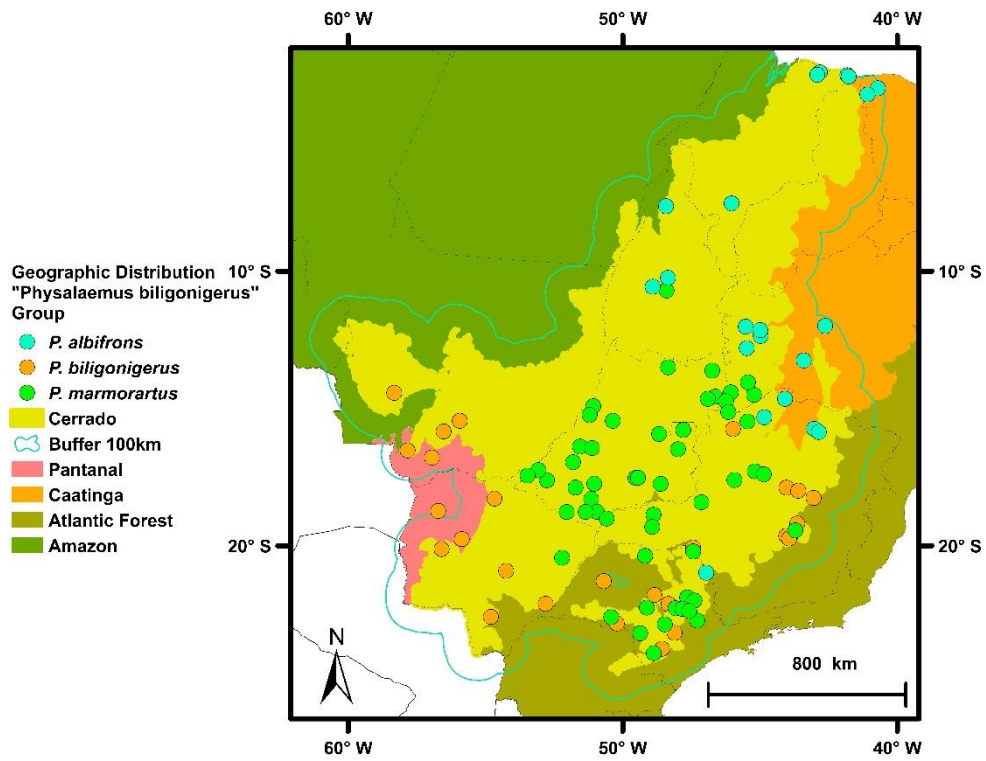 60° W 50° W 40° W
10° S 10° S
Geographic Distribution
"Physalaemus biligonigerus"
Group
P. albifrons
P. biligonigerus
P. marmorartus
Cerrado
Buffer 100km
Pantanal
Caatinga
Atlantic Forest
Amazon
20° S 20° S
N
800 km
60° W 50° W 40° W